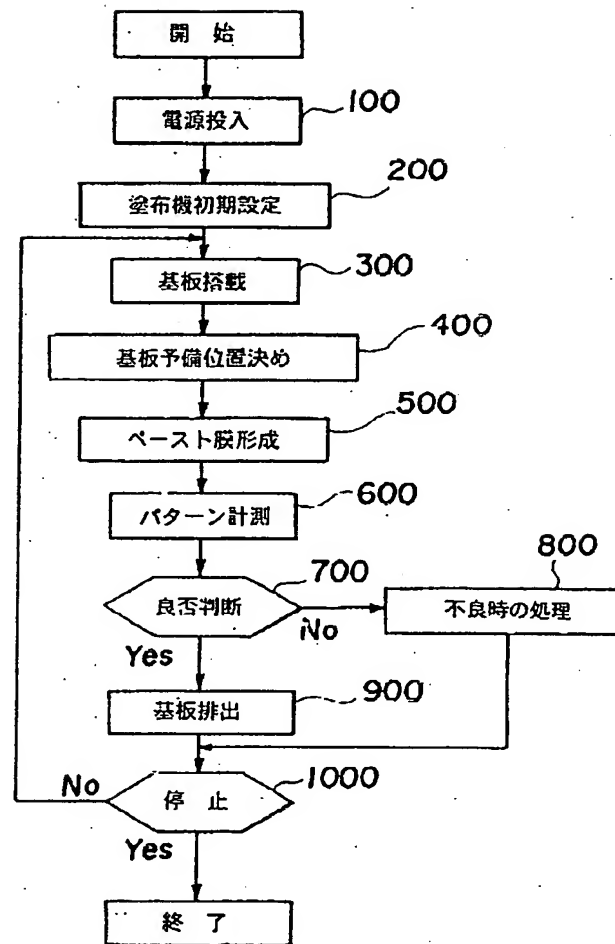 開 始
電源投入
100
塗布機初期設定
200
基板搭載
300
基板予備位置決め
400
ペースト膜形成
500
パターン計測
600
良否判断
700
No
不良時の処理
800
Yes
基板排出
900
停 止
1000
No
Yes
終 了